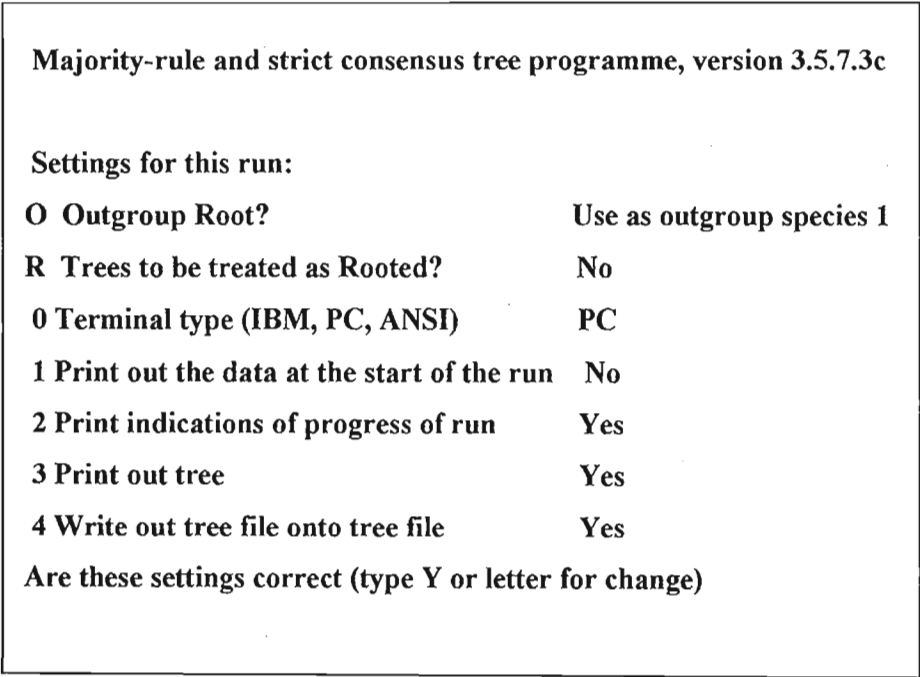 Majority-rule and strict consensus tree programme, version 3.5.7.3c
Settings for this run:
O Outgroup Root? Use as outgroup species 1
R Trees to be treated as Rooted? No
0 Terminal type (IBM, PC, ANSI) PC
1 Print out the data at the start of the run No
2 Print indications of progress of run Yes
3 Print out tree Yes
4 Write out tree file onto tree file Yes
Are these settings correct (type Y or letter for change)